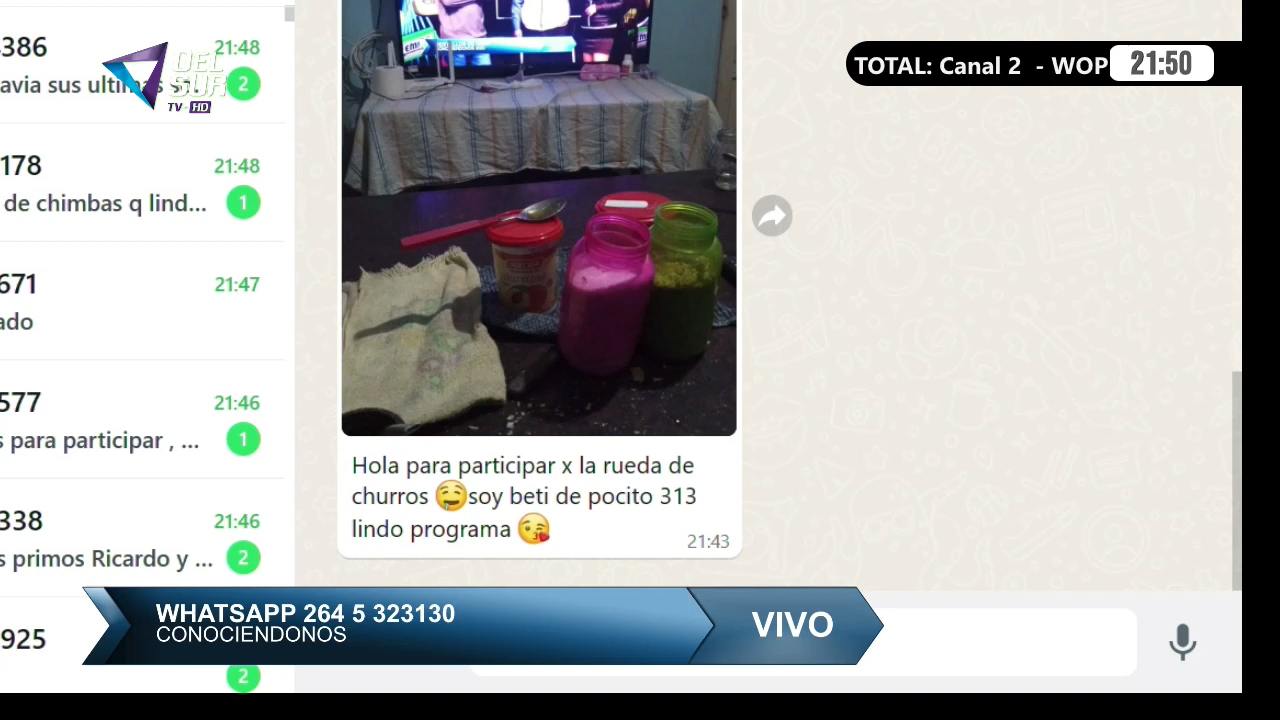 386
21:48
avia sus ultimas sn...
2
DEL
SUR
TV - HD
TOTAL: Canal 2 - WOP
21:50
178
21:48
de chimbas q lind...
1
671
21:47
ado
577
21:46
s para participar , ...
1
338
21:46
s primos Ricardo y ...
2
925
2
Hola para participar x la rueda de
churros 🤤soy beti de pocito 313
lindo programa 😘
21:43
WHATSAPP 264 5 323130
CONOCIENDONOS
VIVO